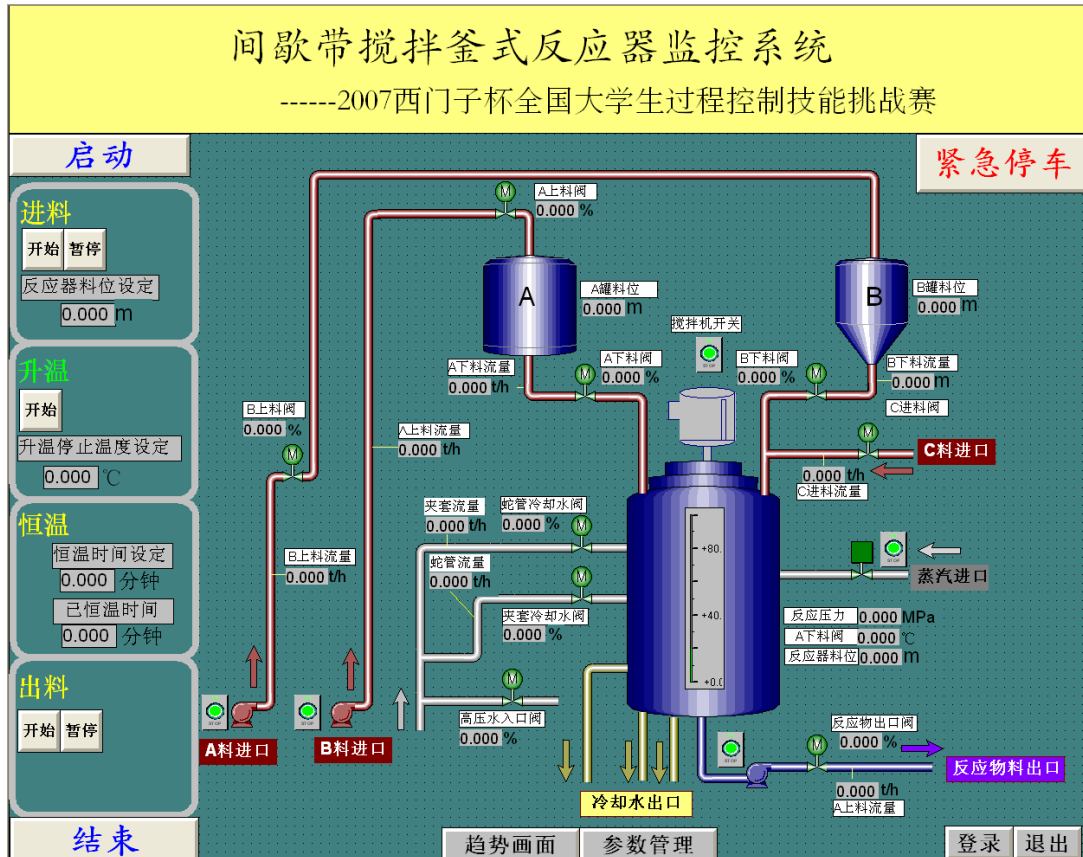 间歇带搅拌釜式反应器监控系统
------2007西门子杯全国大学生过程控制技能挑战赛
启动
紧急停车
进料
开始 暂停
反应器料位设定
0.000 m
升温
开始
升温停止温度设定
0.000 ℃
恒温
恒温时间设定
0.000 分钟
已恒温时间
0.000 分钟
出料
开始 暂停
结束
M
A上料阀
0.000 %
A
A罐料位
0.000 m
B
B罐料位
0.000 m
搅拌机开关
STOP
A下料流量
0.000 t/h
M
A下料阀
0.000 %
B下料阀
0.000 %
M
B下料流量
0.000 m
C进料阀
M
C料进口
0.000 t/h
C进料流量
B上料阀
0.000 %
M
A上料流量
0.000 t/h
B上料流量
0.000 t/h
夹套流量
0.000 t/h
蛇管冷却水阀
0.000 %
M
蛇管流量
0.000 t/h
M
夹套冷却水阀
0.000 %
M
高压水入口阀
0.000 %
+80.
+40.
+0.0
STOP
蒸汽进口
反应压力 0.000 MPa
A下料阀 0.000 ℃
反应器料位 0.000 m
STOP
A料进口
STOP
B料进口
冷却水出口
STOP
M
反应物出口阀
0.000 %
反应物料出口
0.000 t/h
A上料流量
趋势画面
参数管理
登录
退出